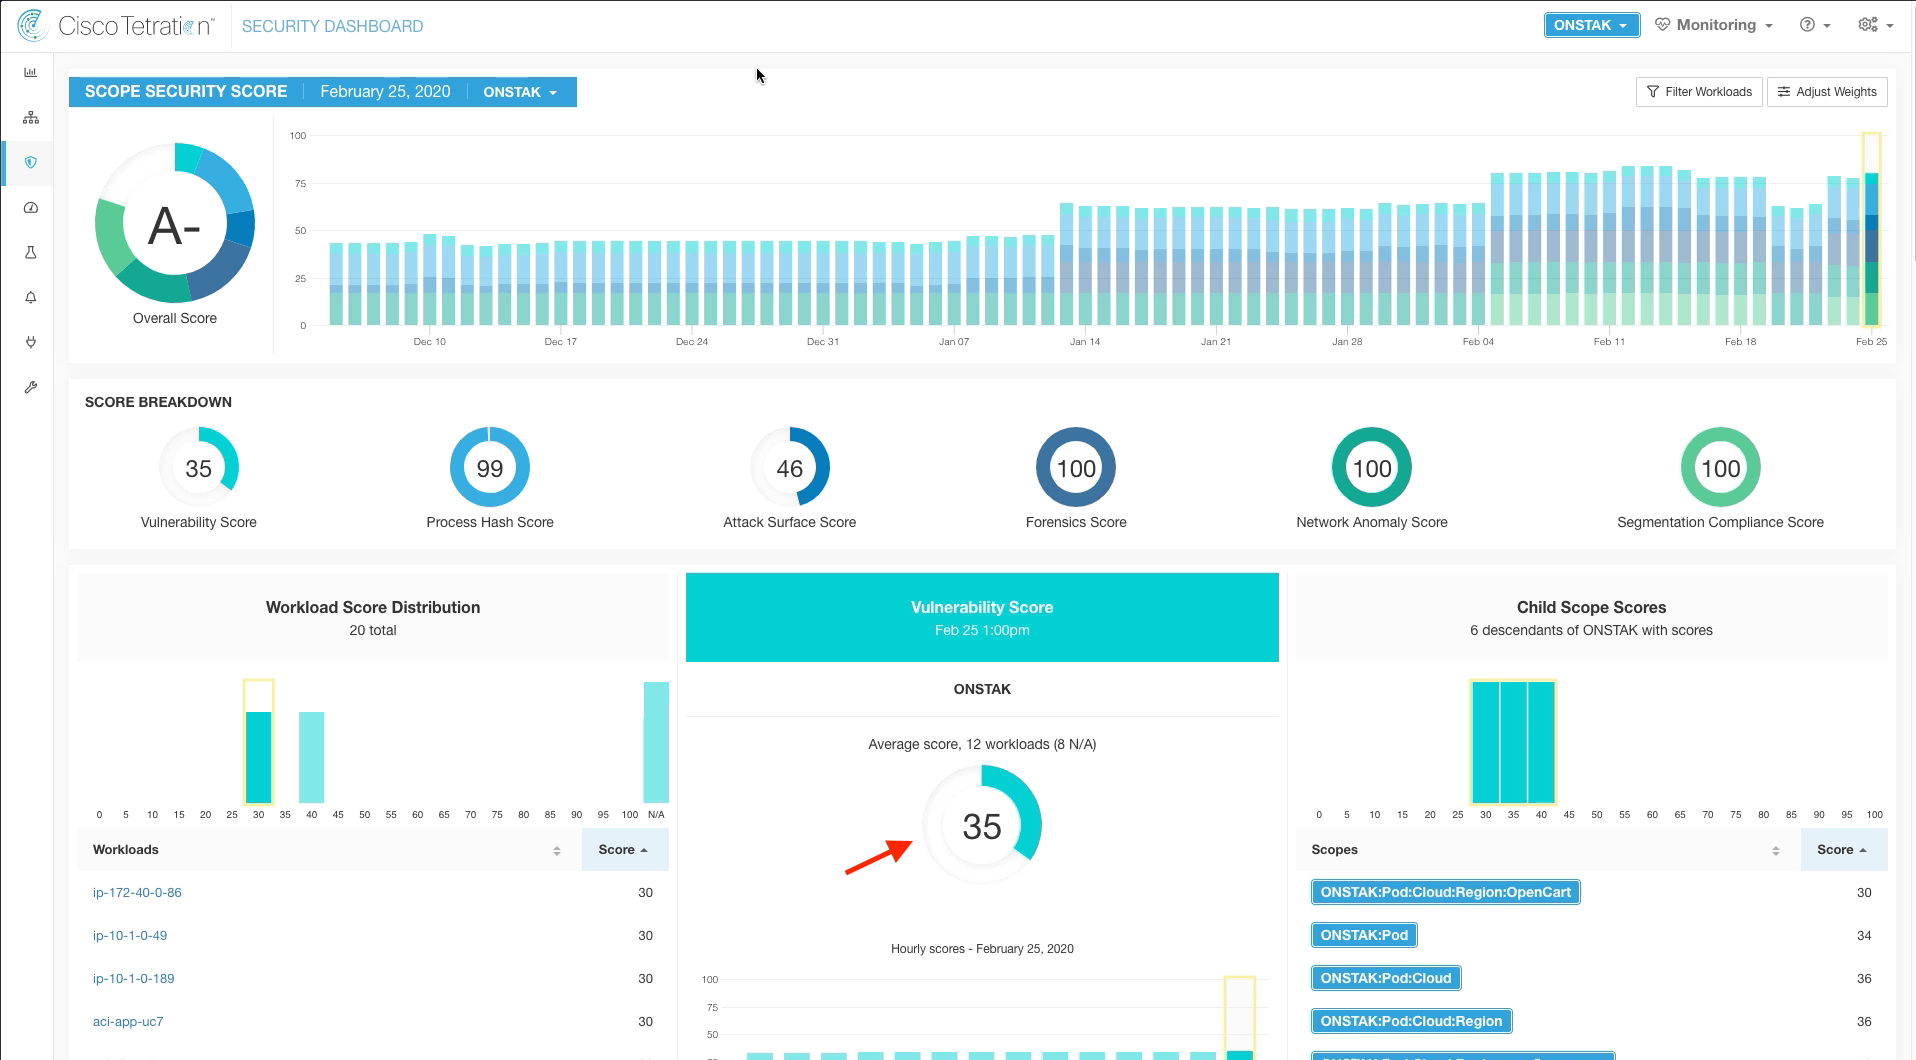 Cisco Tetration™ SECURITY DASHBOARD ONSTAK Monitoring
SCOPE SECURITY SCORE February 25, 2020 ONSTAK Filter Workloads Adjust Weights
A-
Overall Score
100
75
50
25
0
Dec 10 Dec 17 Dec 24 Dec 31 Jan 07 Jan 14 Jan 21 Jan 28 Feb 04 Feb 11 Feb 18 Feb 25
SCORE BREAKDOWN
35 99 46 100 100 100
Vulnerability Score Process Hash Score Attack Surface Score Forensics Score Network Anomaly Score Segmentation Compliance Score
Workload Score Distribution
20 total
0 5 10 15 20 25 30 35 40 45 50 55 60 65 70 75 80 85 90 95 100 N/A
Workloads Score
ip-172-40-0-86 30
ip-10-1-0-49 30
ip-10-1-0-189 30
aci-app-uc7 30
Vulnerability Score
Feb 25 1:00pm
ONSTAK
Average score, 12 workloads (8 N/A)
35
Hourly scores - February 25, 2020
100
75
50
Child Scope Scores
6 descendants of ONSTAK with scores
0 5 10 15 20 25 30 35 40 45 50 55 60 65 70 75 80 85 90 95 100
Scopes Score
ONSTAK:Pod:Cloud:Region:OpenCart 30
ONSTAK:Pod 34
ONSTAK:Pod:Cloud 36
ONSTAK:Pod:Cloud:Region 36